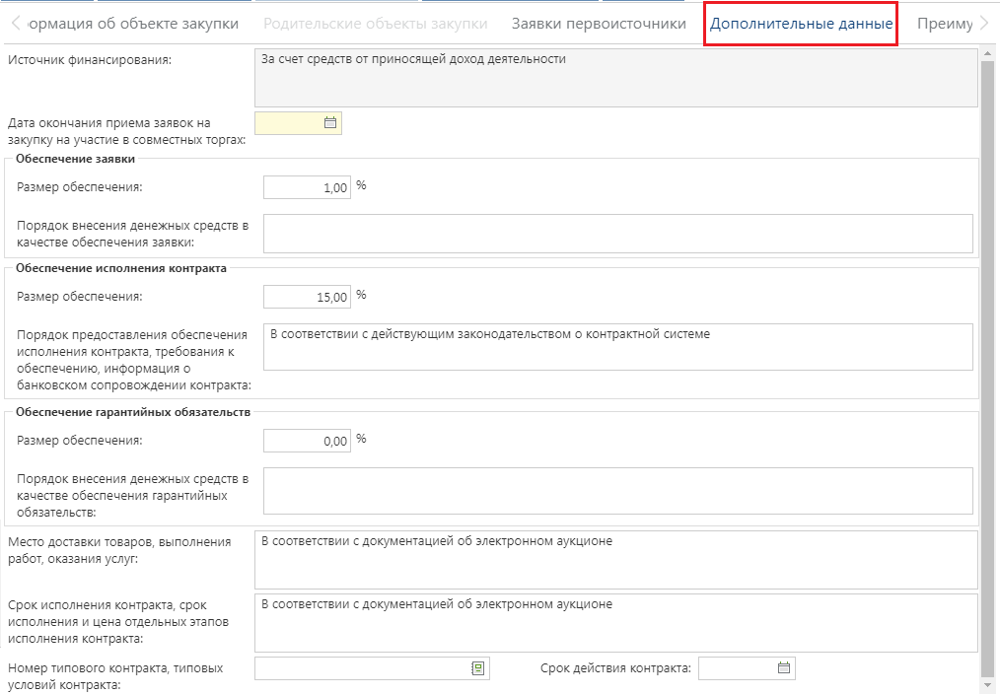 ормация об объекте закупки Родительские объекты закупки Заявки первоисточники Дополнительные данные Преиму
Источник финансирования: За счет средств от приносящей доход деятельности
Дата окончания приема заявок на
закупку на участие в совместных торгах:
Обеспечение заявки
Размер обеспечения: 1,00 %
Порядок внесения денежных средств в
качестве обеспечения заявки:
Обеспечение исполнения контракта
Размер обеспечения: 15,00 %
Порядок предоставления обеспечения В соответствии с действующим законодательством о контрактной системе
исполнения контракта, требования к
обеспечению, информация о
банковском сопровождении контракта:
Обеспечение гарантийных обязательств
Размер обеспечения: 0,00 %
Порядок внесения денежных средств в
качестве обеспечения гарантийных
обязательств:
Место доставки товаров, выполнения В соответствии с документацией об электронном аукционе
работ, оказания услуг:
Срок исполнения контракта, срок В соответствии с документацией об электронном аукционе
исполнения и цена отдельных этапов
исполнения контракта:
Номер типового контракта, типовых Срок действия контракта:
условий контракта: